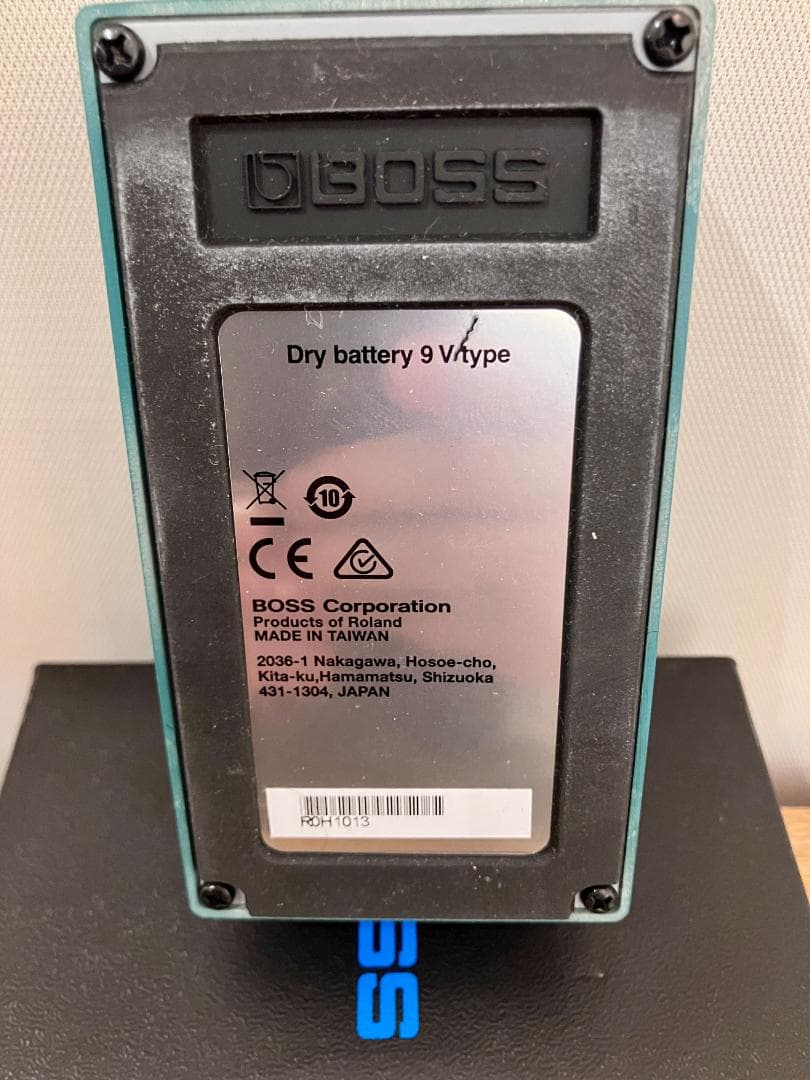 BOSS
Dry battery 9 V type
10
CE
BOSS Corporation
Products of Roland
MADE IN TAIWAN
2036-1 Nakagawa, Hosoe-cho,
Kita-ku,Hamamatsu, Shizuoka
431-1304, JAPAN
R0H1013
SS